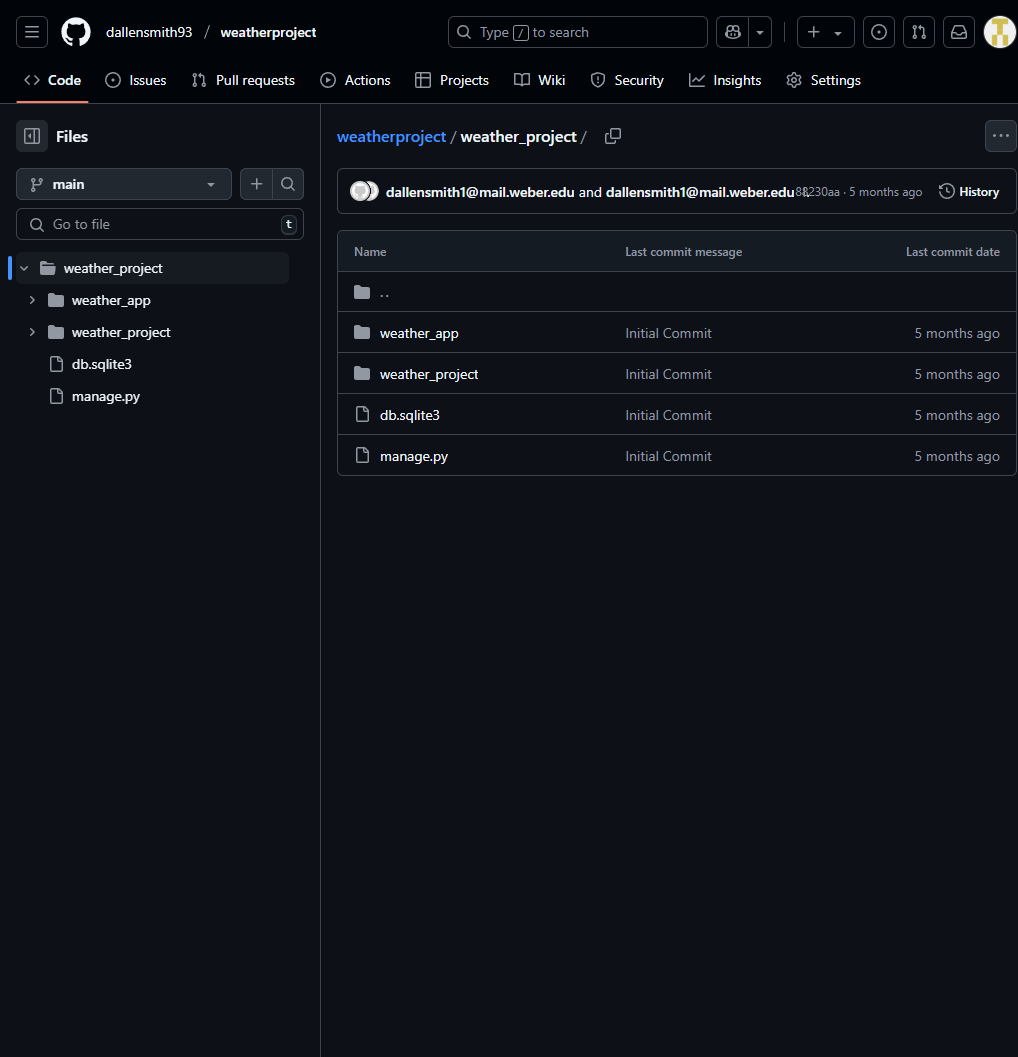 dallensmith93 / weatherproject
Type / to search
Code
Issues
Pull requests
Actions
Projects
Wiki
Security
Insights
Settings
Files
main
Go to file
t
weather_project
weather_app
weather_project
db.sqlite3
manage.py
weatherproject / weather_project /
dallensmith1@mail.weber.edu and dallensmith1@mail.weber.edu
· 5 months ago
History
Name Last commit message Last commit date
..
weather_app Initial Commit 5 months ago
weather_project Initial Commit 5 months ago
db.sqlite3 Initial Commit 5 months ago
manage.py Initial Commit 5 months ago